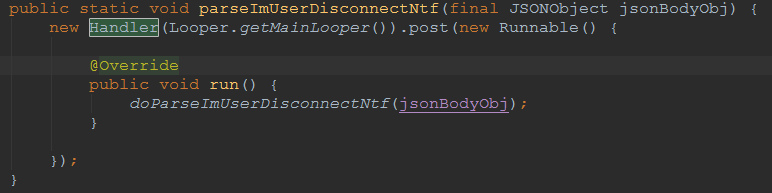 public static void parseImUserDisconnectNtf(final JSONObject jsonBodyObj) {
new Handler(Looper.getMainLooper()).post(new Runnable() {
@Override
public void run() {
doParseImUserDisconnectNtf(jsonBodyObj);
}
});
}